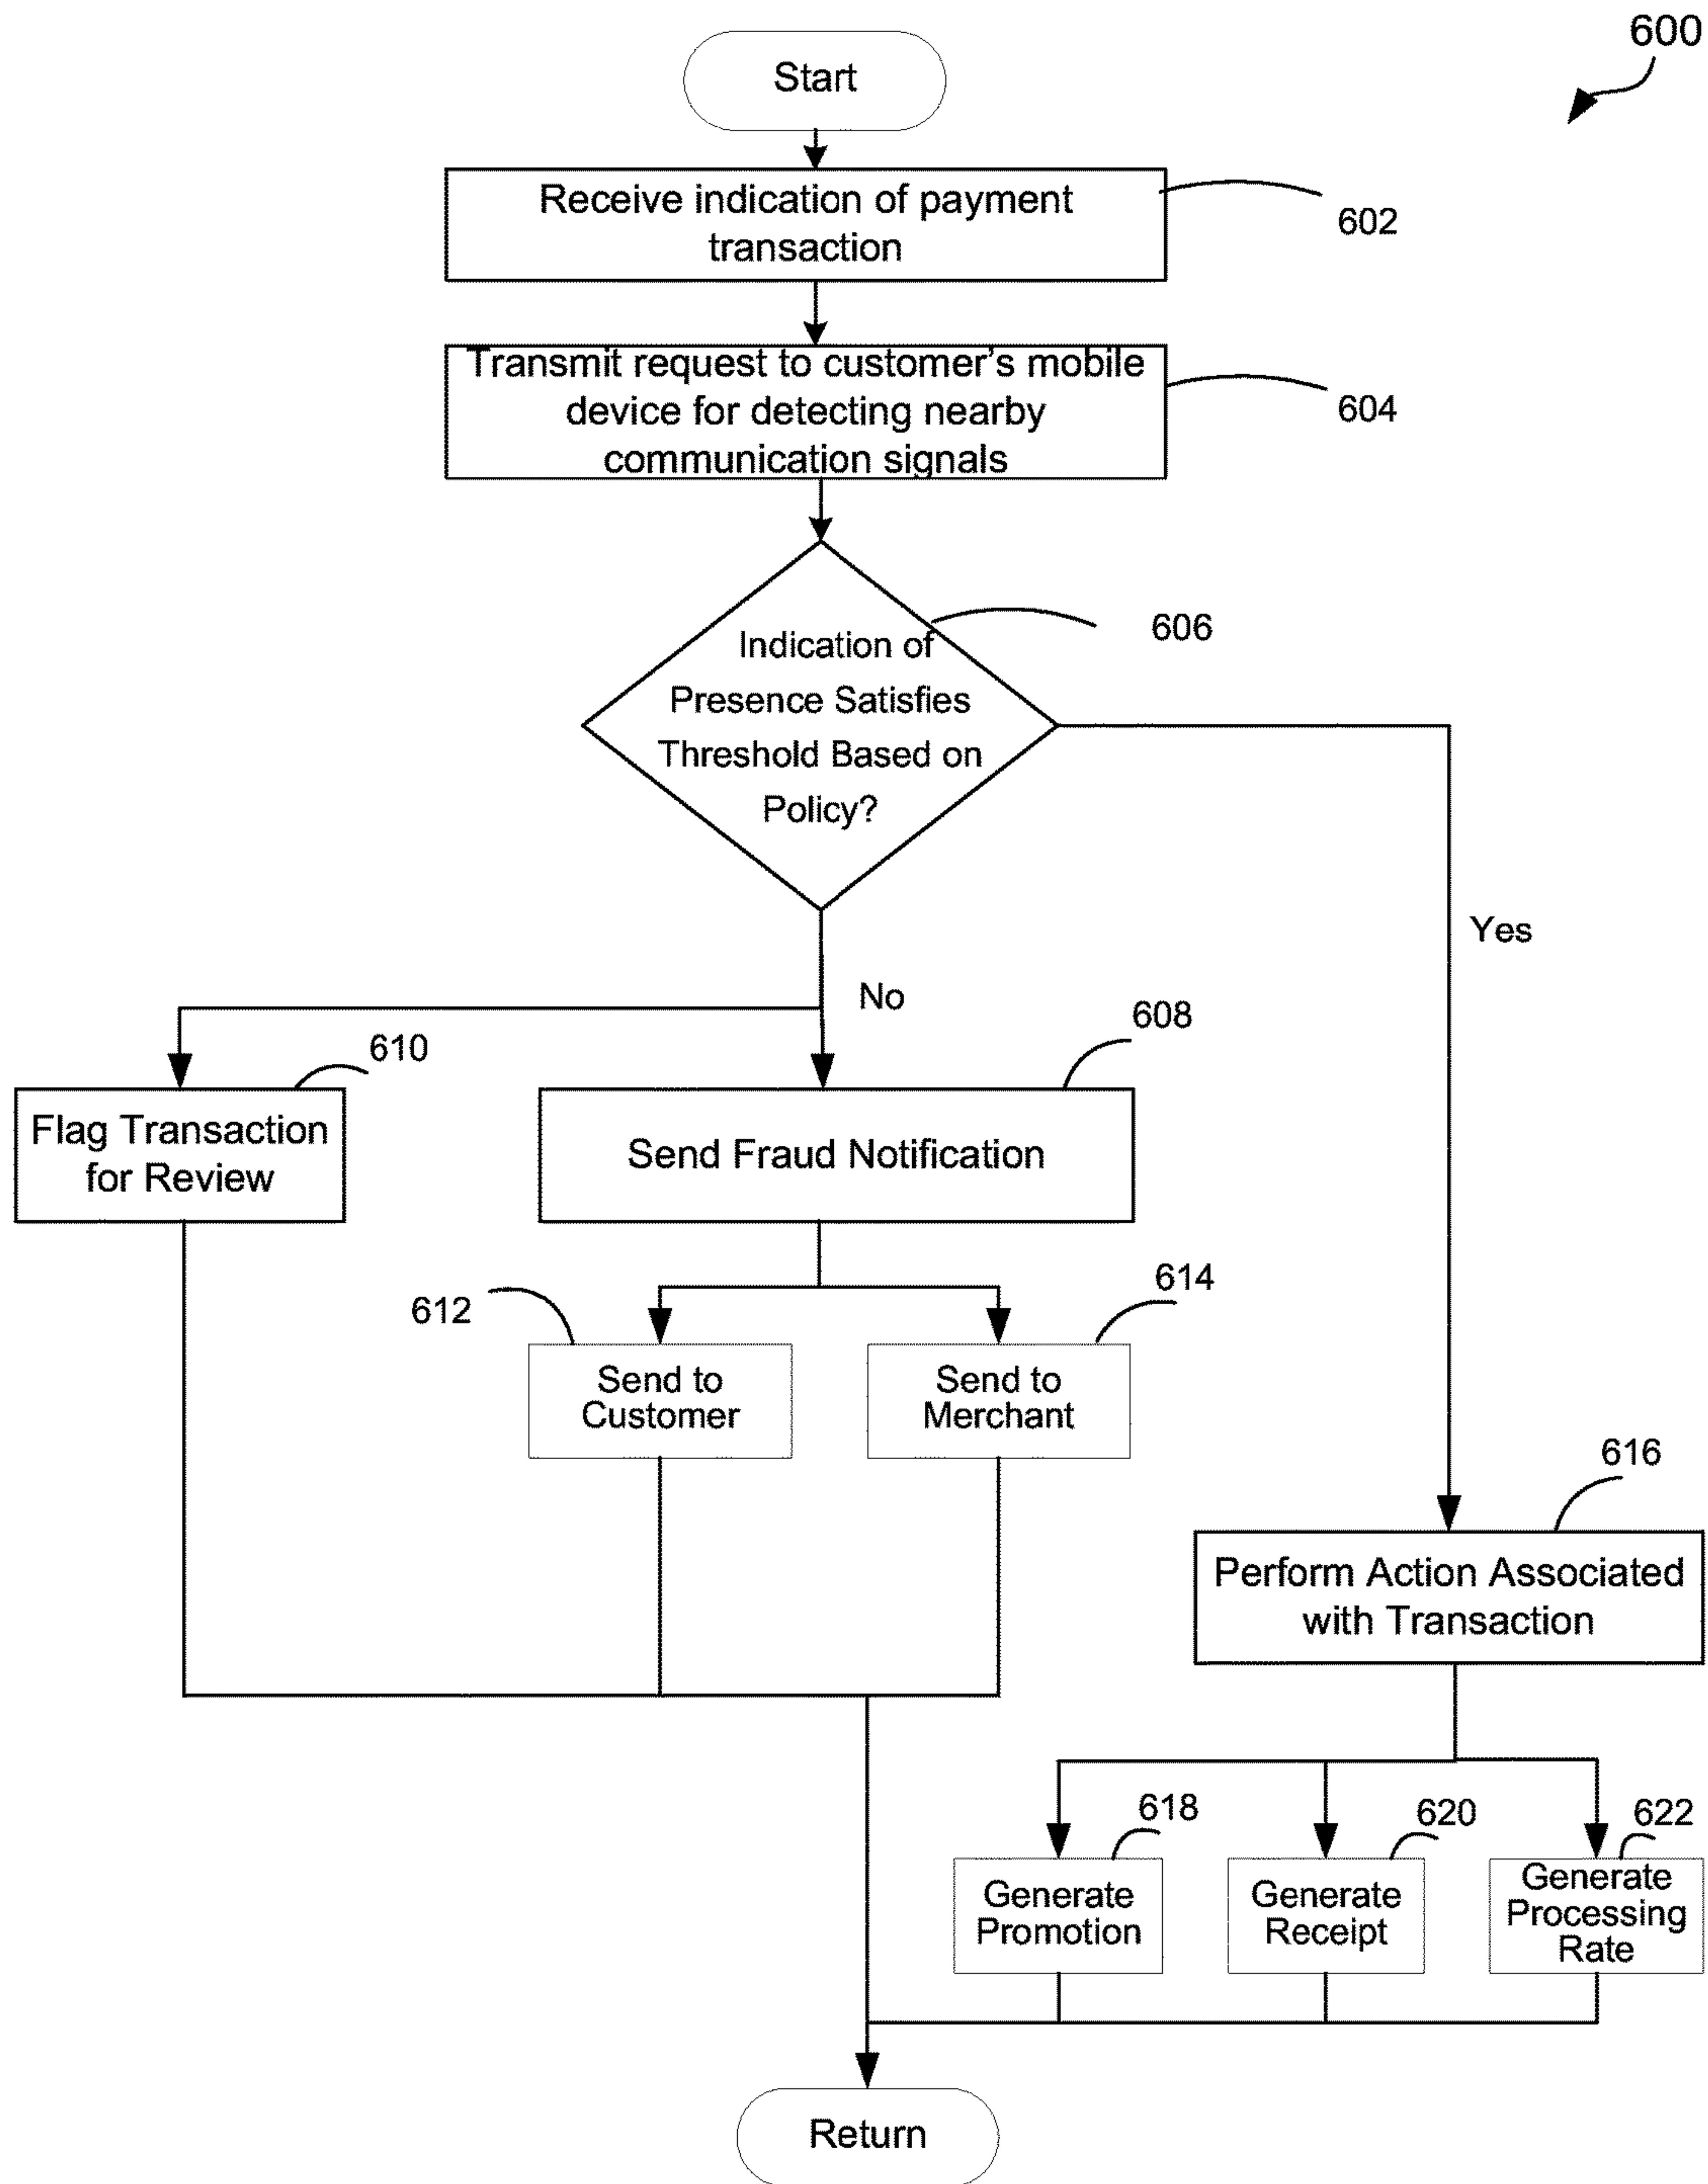 600
Start
Receive indication of payment
transaction
602
Transmit request to customer's mobile
device for detecting nearby
communication signals
604
Indication of
Presence Satisfies
Threshold Based on
Policy?
606
Yes
No
610
608
Flag Transaction
for Review
Send Fraud Notification
612
614
Send to
Customer
Send to
Merchant
616
Perform Action Associated
with Transaction
618
620
622
Generate
Promotion
Generate
Receipt
Generate
Processing
Rate
Return